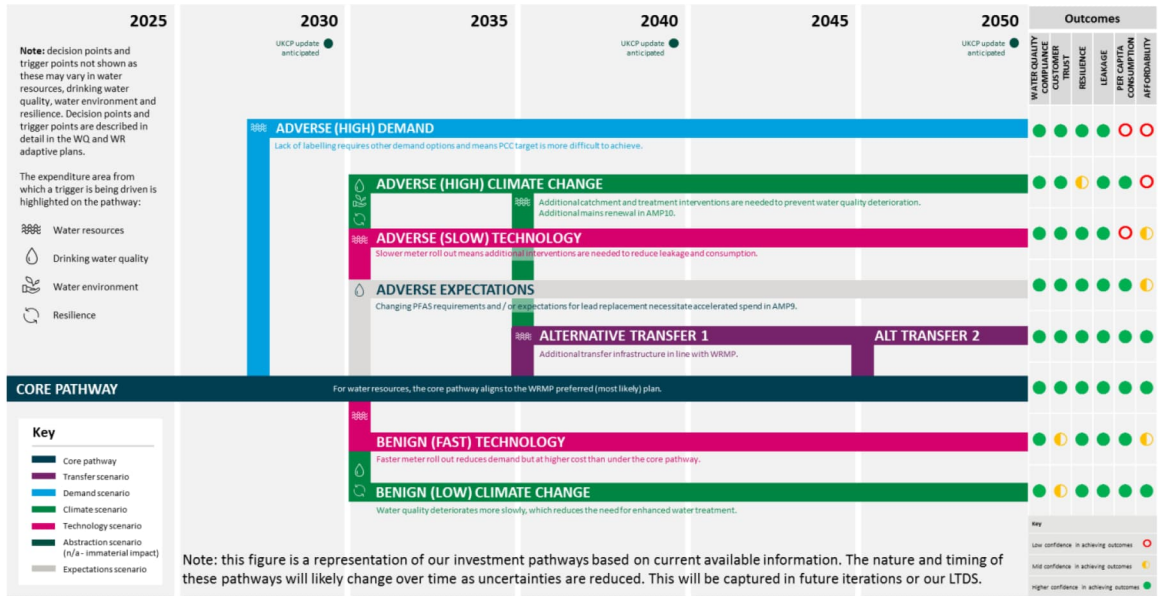 2025
2030
2035
2040
2045
2050
Outcomes
UKCP update
anticipated
UKCP update
anticipated
UKCP update
anticipated
WATER QUALITY
COMPLIANCE
CUSTOMER
TRUST
RESILIENCE
LEAKAGE
PER CAPITA
CONSUMPTION
AFFORDABILITY
Note: decision points and
trigger points not shown as
these may vary in water
resources, drinking water
quality, water environment and
resilience. Decision points and
trigger points are described in
detail in the WQ and WR
adaptive plans.
The expenditure area from
which a trigger is being driven is
highlighted on the pathway:
Water resources
Drinking water quality
Water environment
Resilience
ADVERSE (HIGH) DEMAND
Lack of labelling requires other demand options and means PCC target is more difficult to achieve.
ADVERSE (HIGH) CLIMATE CHANGE
Additional catchment and treatment interventions are needed to prevent water quality deterioration.
Additional mains renewal in AMP10.
ADVERSE (SLOW) TECHNOLOGY
Slower meter roll out means additional interventions are needed to reduce leakage and consumption.
ADVERSE EXPECTATIONS
Changing PFAS requirements and / or expectations for lead replacement necessitate accelerated spend in AMP9.
ALTERNATIVE TRANSFER 1
ALT TRANSFER 2
Additional transfer infrastructure in line with WRMP.
CORE PATHWAY
For water resources, the core pathway aligns to the WRMP preferred (most likely) plan.
BENIGN (FAST) TECHNOLOGY
Faster meter roll out reduces demand but at higher cost than under the core pathway.
BENIGN (LOW) CLIMATE CHANGE
Water quality deteriorates more slowly, which reduces the need for enhanced water treatment.
Key
Core pathway
Transfer scenario
Demand scenario
Climate scenario
Technology scenario
Abstraction scenario
(n/a - immaterial impact)
Expectations scenario
Note: this figure is a representation of our investment pathways based on current available information. The nature and timing of
these pathways will likely change over time as uncertainties are reduced. This will be captured in future iterations or our LTDS.
Key
Low confidence in achieving outcomes
Mid confidence in achieving outcomes
Higher confidence in achieving outcomes